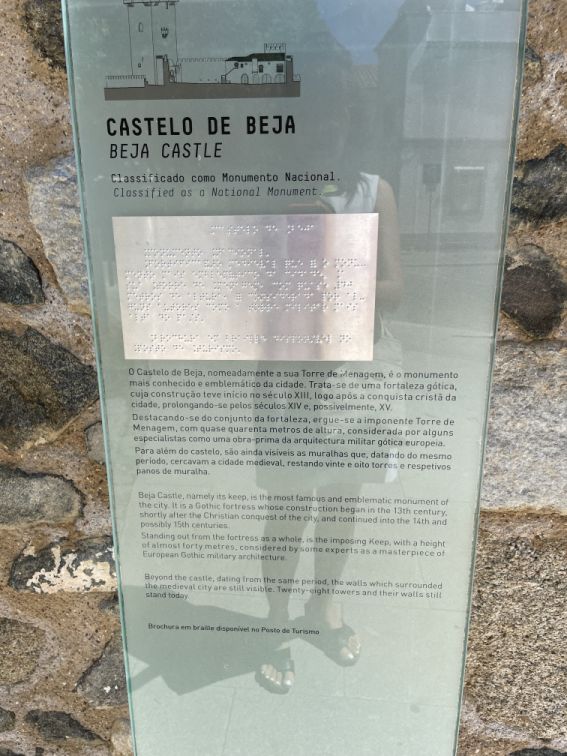 CASTELO DE BEJA
BEJA CASTLE
Classificado como Monumento Nacional.
Classified as a National Monument.
O Castelo de Beja, nomeadamente a sua Torre de Menagem, é o monumento
mais conhecido e emblemático da cidade. Trata-se de uma fortaleza gótica,
cuja construção teve início no século XIII, logo após a conquista cristã da
cidade, prolongando-se pelos séculos XIV e, possivelmente, XV.
Destacando-se do conjunto da fortaleza, ergue-se a imponente Torre de
Menagem, com quase quarenta metros de altura, considerada por alguns
especialistas como uma obra-prima da arquitetura militar gótica europeia.
Para além do castelo, são ainda visíveis as muralhas que, datando do mesmo
período, cercavam a cidade medieval, restando vinte e oito torres e respetivos
panos de muralha.
Beja Castle, namely its keep, is the most famous and emblematic monument of
the city. It is a Gothic fortress whose construction began in the 13th century,
shortly after the Christian conquest of the city, and continued into the 14th and
possibly 15th centuries.
Standing out from the fortress as a whole, is the imposing Keep, with a height
of almost forty metres, considered by some experts as a masterpiece of
European Gothic military architecture.
Beyond the castle, dating from the same period, the walls which surrounded
the medieval city are still visible. Twenty-eight towers and their walls still
stand today.
Brochura em braille disponível no Posto de Turismo